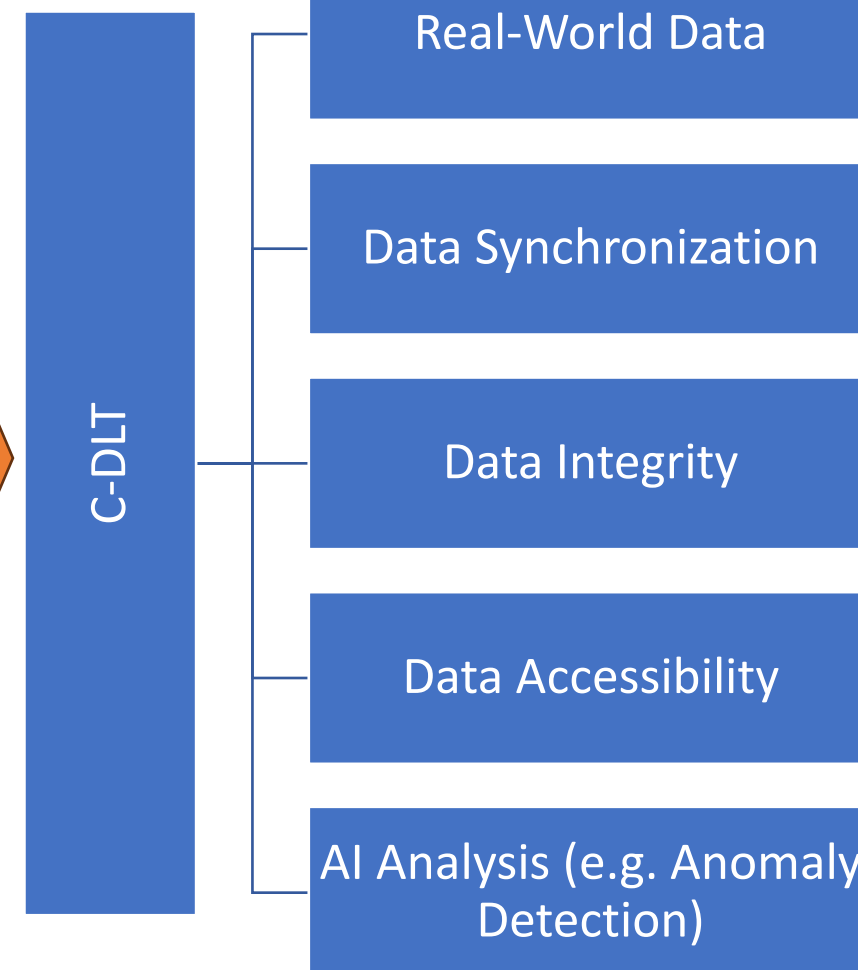 Real-World Data
Data Synchronization
C-DLT
Data Integrity
Data Accessibility
AI Analysis (e.g. Anomaly
Detection)